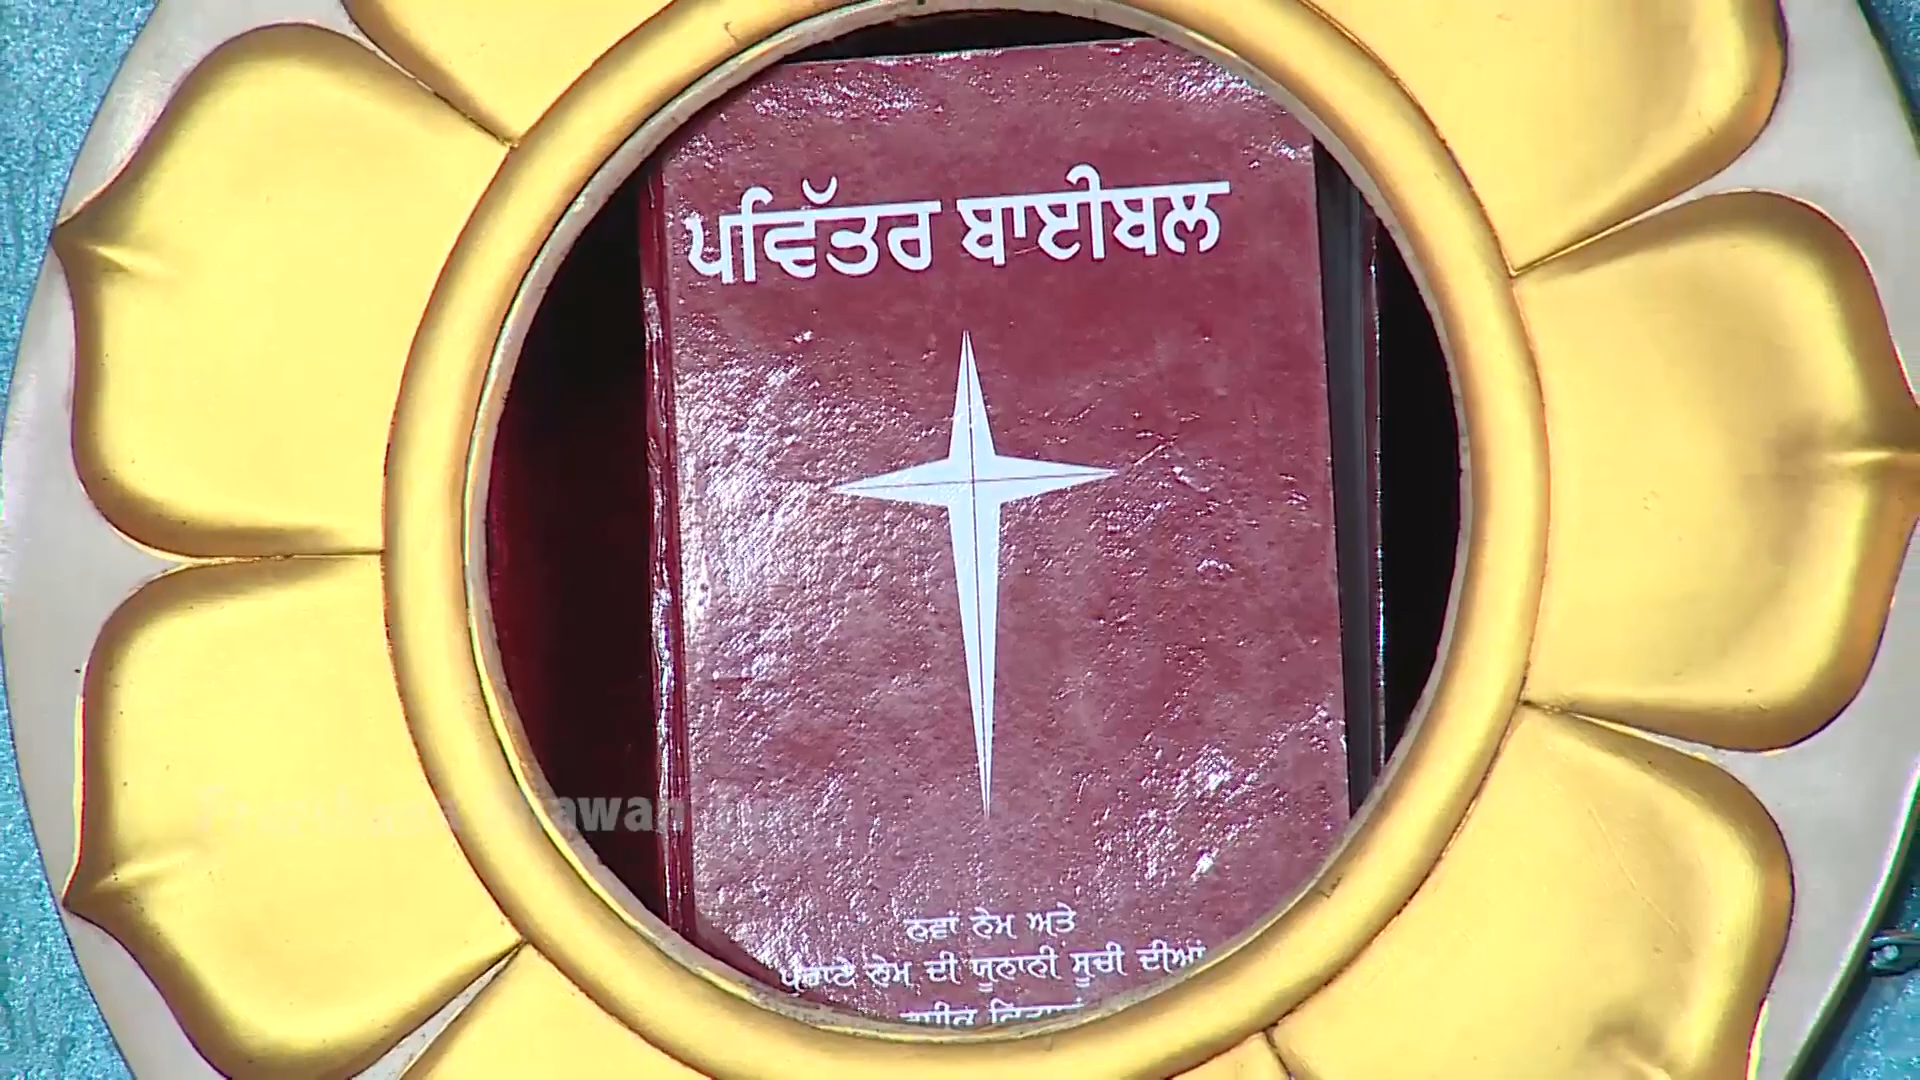 ਪਵਿੱਤਰ ਬਾਈਬਲ
ਨਵਾਂ ਨੇਮ ਅਤੇ
ਪੁਰਾਣੇ ਨੇਮ ਦੀ ਯੂਨਾਨੀ ਸੂਚੀ ਦੀਆਂ